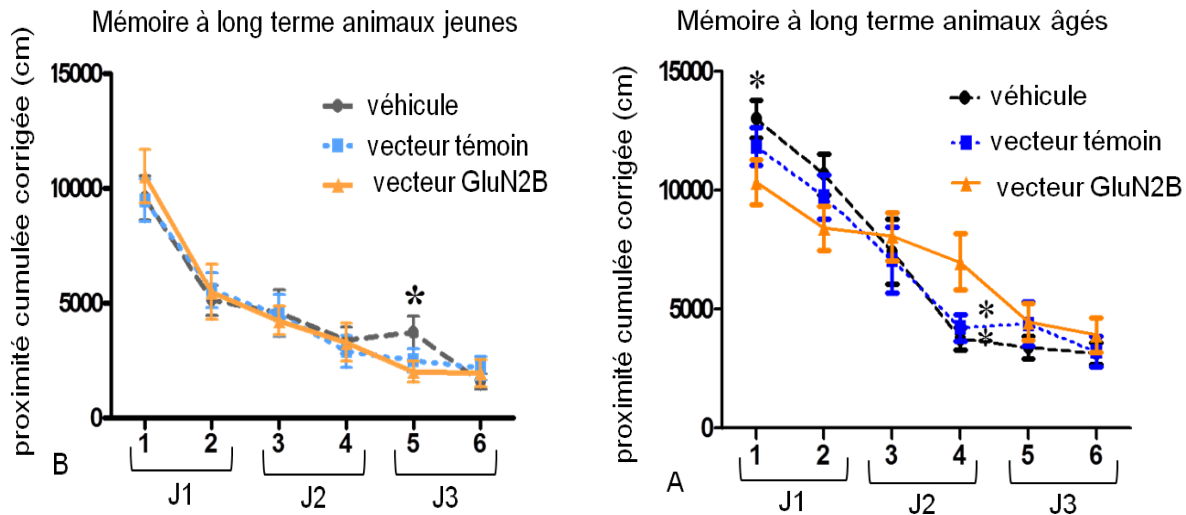 Mémoire à long terme animaux jeunes
proximité cumulée corrigée (cm)
15000
10000
5000
0
véhicule
vecteur témoin
vecteur GluN2B
*
1 2 3 4 5 6
B J1 J2 J3
Mémoire à long terme animaux âgés
proximité cumulée corrigée (cm)
15000
10000
5000
0
*
véhicule
vecteur témoin
vecteur GluN2B
*
*
1 2 3 4 5 6
A J1 J2 J3